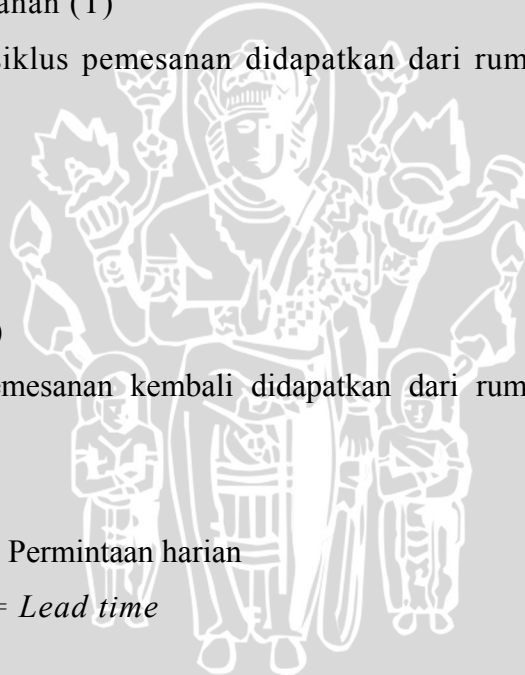 anan (T)
iklus pemesanan didapatkan dari rum
)
emesanan kembali didapatkan dari rum
Permintaan harian
= Lead time